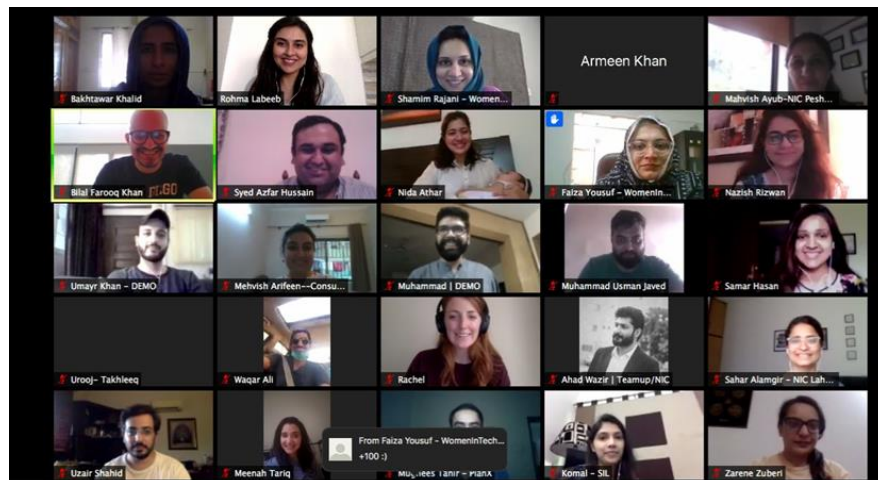 Bakhtawar Khalid
Rohma Labeeb
Shamim Rajani - Women...
Armeen Khan
Mahvish Ayub-NIC Pesh...
Bilal Farooq Khan
Syed Azfar Hussain
Nida Athar
Faiza Yousuf - WomenIn...
Nazish Rizwan
Umayr Khan - DEMO
Mehvish Arifeen--Consu...
Muhammad | DEMO
Muhammad Usman Javed
Samar Hasan
Urooj- Takhleeq
Waqar Ali
Rachel
Ahad Wazir | Teamup/NIC
Sahar Alamgir - NIC Lah...
Uzair Shahid
Meenah Tariq
From Faiza Yousuf - WomenInTech...
+100 :)
Tahir - PlanX
Komal - SIL
Zarene Zuberi